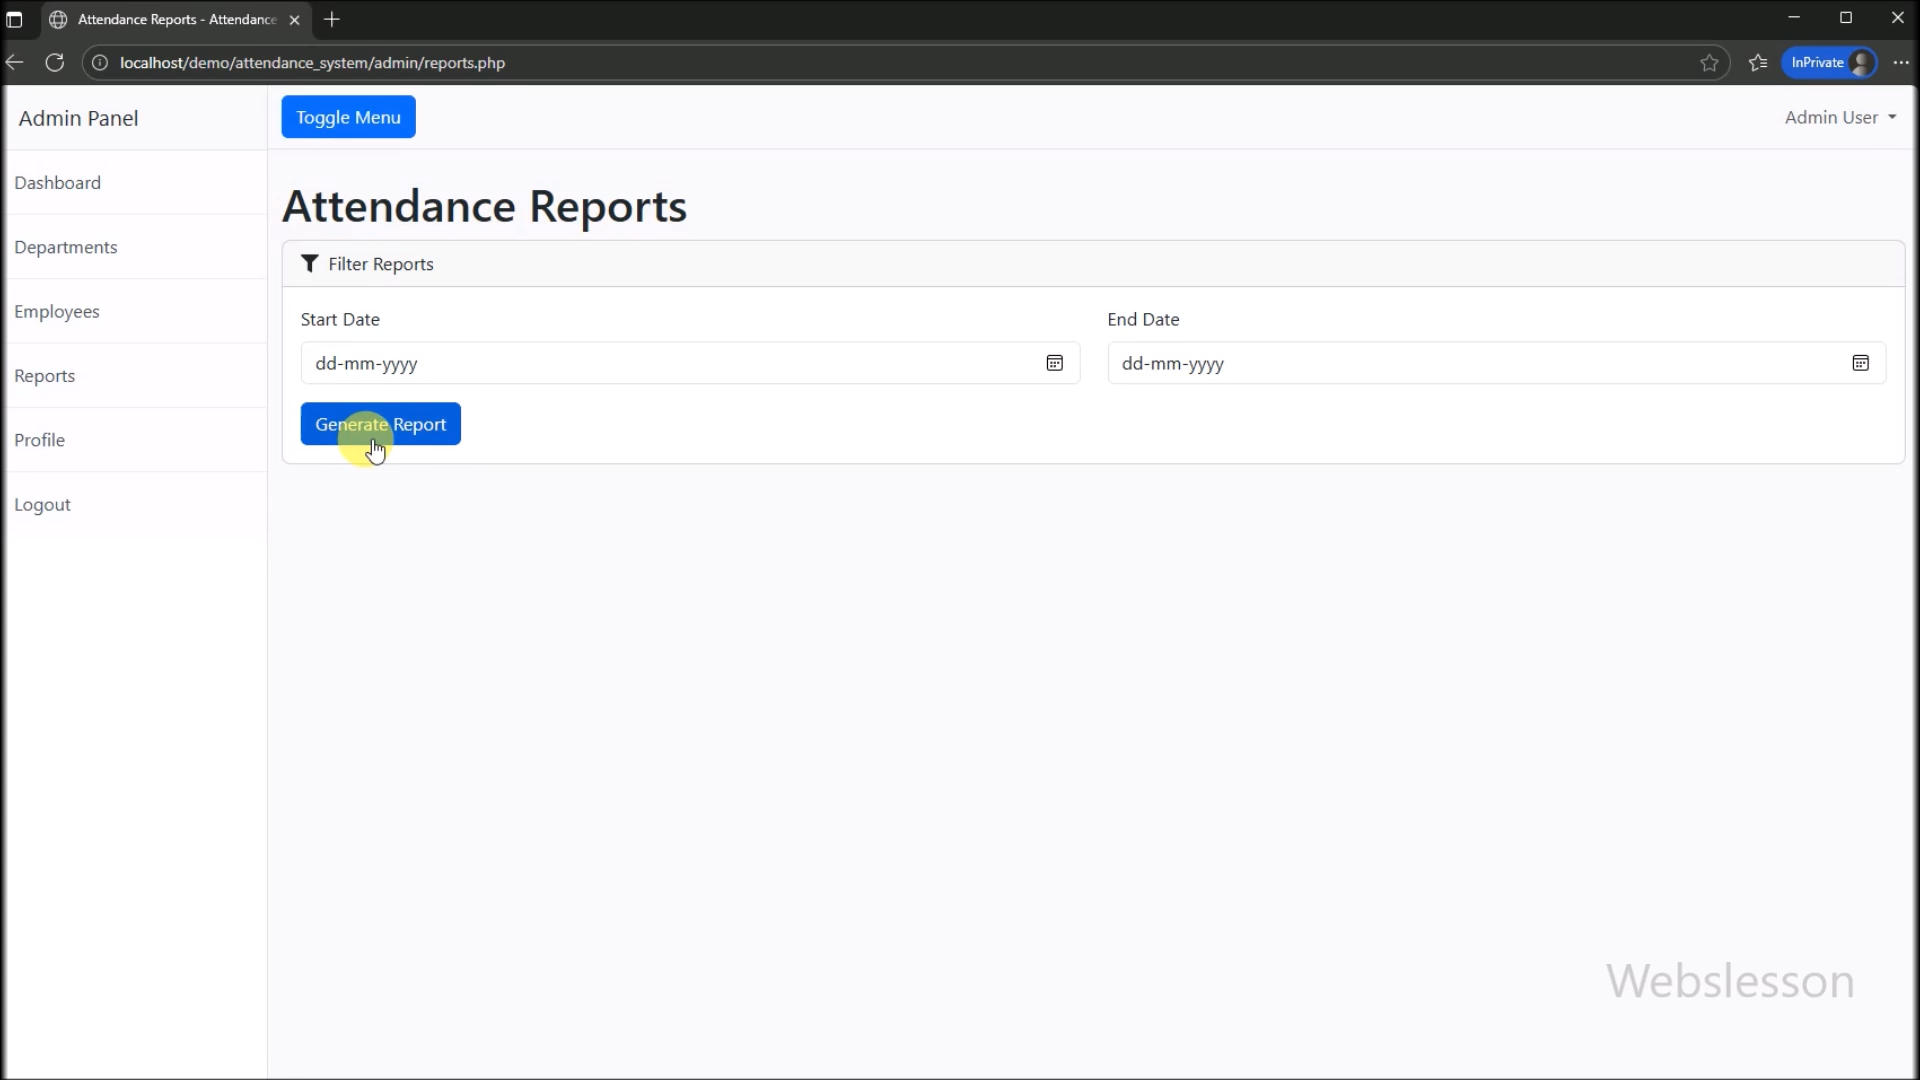 Attendance Reports - Attendance
localhost/demo/attendance_system/admin/reports.php
InPrivate
Admin Panel
Toggle Menu
Admin User
Dashboard
Departments
Employees
Reports
Profile
Logout
Attendance Reports
Filter Reports
Start Date
End Date
dd-mm-yyyy
dd-mm-yyyy
Generate Report
Webslesson